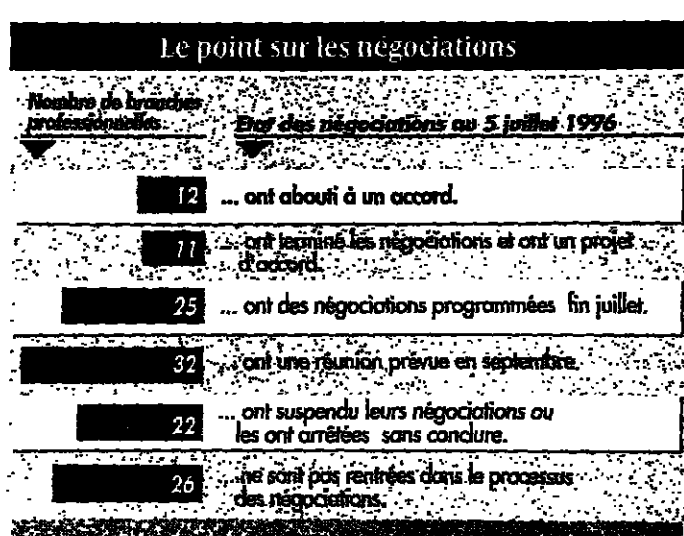 Le point sur les négociations
Nombre de branches
professionnelles
Etat des négociations au 5 juillet 1996
12 ... ont abouti à un accord.
11 ... ont terminé les négociations et ont un projet
d'accord.
25 ... ont des négociations programmées fin juillet.
32 ... ont une réunion prévue en septembre.
22 ... ont suspendu leurs négociations ou
les ont arrêtées sans conclure.
26 ...ne sont pas rentrées dans le processus
des négociations.